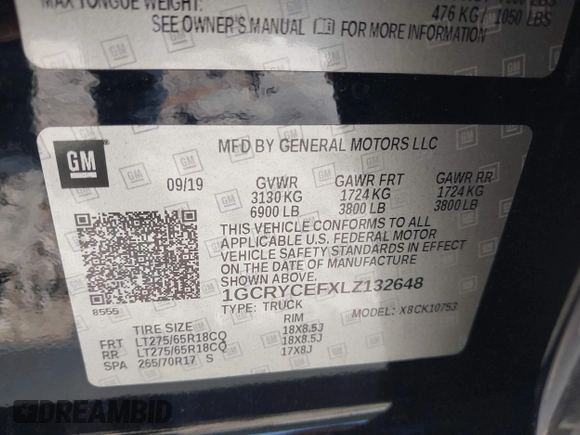 MAX TONGUE WEIGHT:
476 KG / 1050 LBS
SEE OWNER'S MANUAL FOR MORE INFORMATION
GM
MFD BY GENERAL MOTORS LLC
09/19 GVWR GAWR FRT GAWR RR
3130 KG 1724 KG 1724 KG
6900 LB 3800 LB 3800 LB
THIS VEHICLE CONFORMS TO ALL
APPLICABLE U.S. FEDERAL MOTOR
VEHICLE SAFETY STANDARDS IN EFFECT
ON THE DATE OF MANUFACTURE
SHOWN ABOVE.
1GCRYCEFXLZ132648
8555 TYPE: TRUCK MODEL: X8CK10753
TIRE SIZE RIM
FRT LT275/65R18CQ 18X8.5J
RR LT275/65R18CQ 18X8.5J
SPA 265/70R17 S 17X8J
DREAMBID